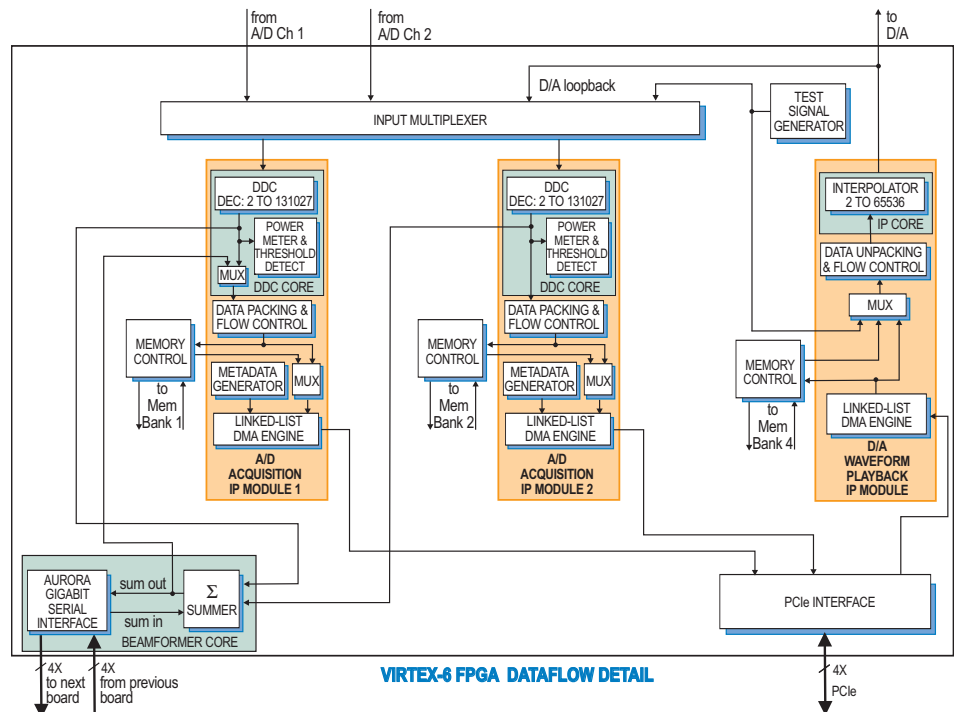 from
A/D Ch 1
from
A/D Ch 2
to
D/A
D/A loopback
INPUT MULTIPLEXER
TEST
SIGNAL
GENERATOR
DDC
DEC: 2 TO 131027
POWER
METER &
THRESHOLD
DETECT
MUX
DDC CORE
DATA PACKING &
FLOW CONTROL
MEMORY
CONTROL
METADATA
GENERATOR
MUX
to
Mem
Bank 1
LINKED-LIST
DMA ENGINE
A/D
ACQUISITION
IP MODULE 1
DDC
DEC: 2 TO 131027
POWER
METER &
THRESHOLD
DETECT
DDC CORE
DATA PACKING &
FLOW CONTROL
MEMORY
CONTROL
METADATA
GENERATOR
MUX
to
Mem
Bank 2
LINKED-LIST
DMA ENGINE
A/D
ACQUISITION
IP MODULE 2
INTERPOLATOR
2 TO 65536
IP CORE
DATA UNPACKING
& FLOW CONTROL
MUX
MEMORY
CONTROL
to
Mem
Bank 4
LINKED-LIST
DMA ENGINE
D/A
WAVEFORM
PLAYBACK
IP MODULE
AURORA
GIGABIT
SERIAL
INTERFACE
sum out
sum in
Σ
SUMMER
BEAMFORMER CORE
PCIe INTERFACE
4X
to next
board
4X
from previous
board
4X
PCIe
VIRTEX-6 FPGA DATAFLOW DETAIL